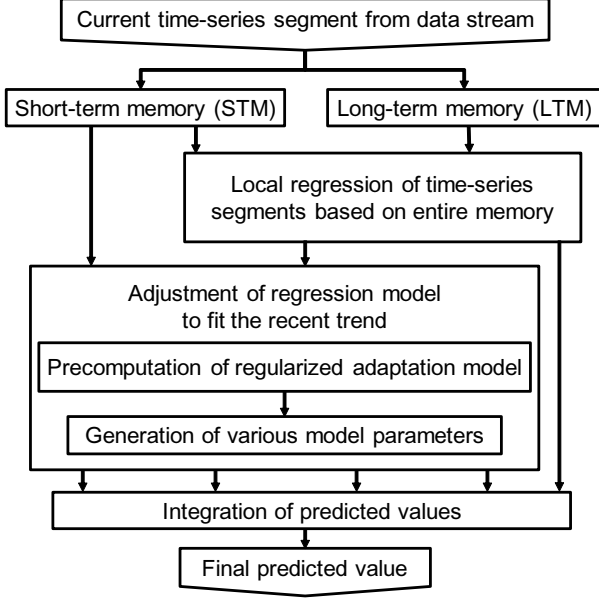 Current time-series segment from data stream
Short-term memory (STM)
Long-term memory (LTM)
Local regression of time-series
segments based on entire memory
Adjustment of regression model
to fit the recent trend
Precomputation of regularized adaptation model
Generation of various model parameters
Integration of predicted values
Final predicted value